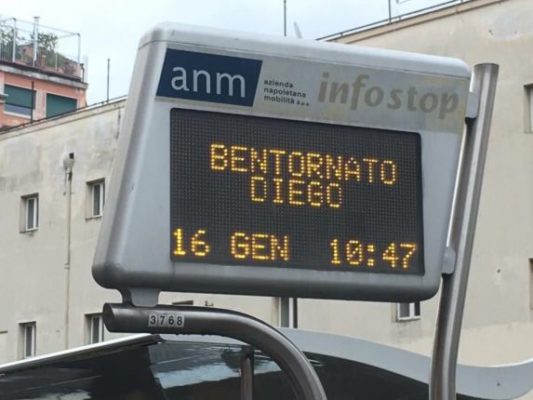 anm
azienda
napoletana
mobilità s.p.a
infostop
BENTORNATO
DIEGO
16 GEN 10:47
3768